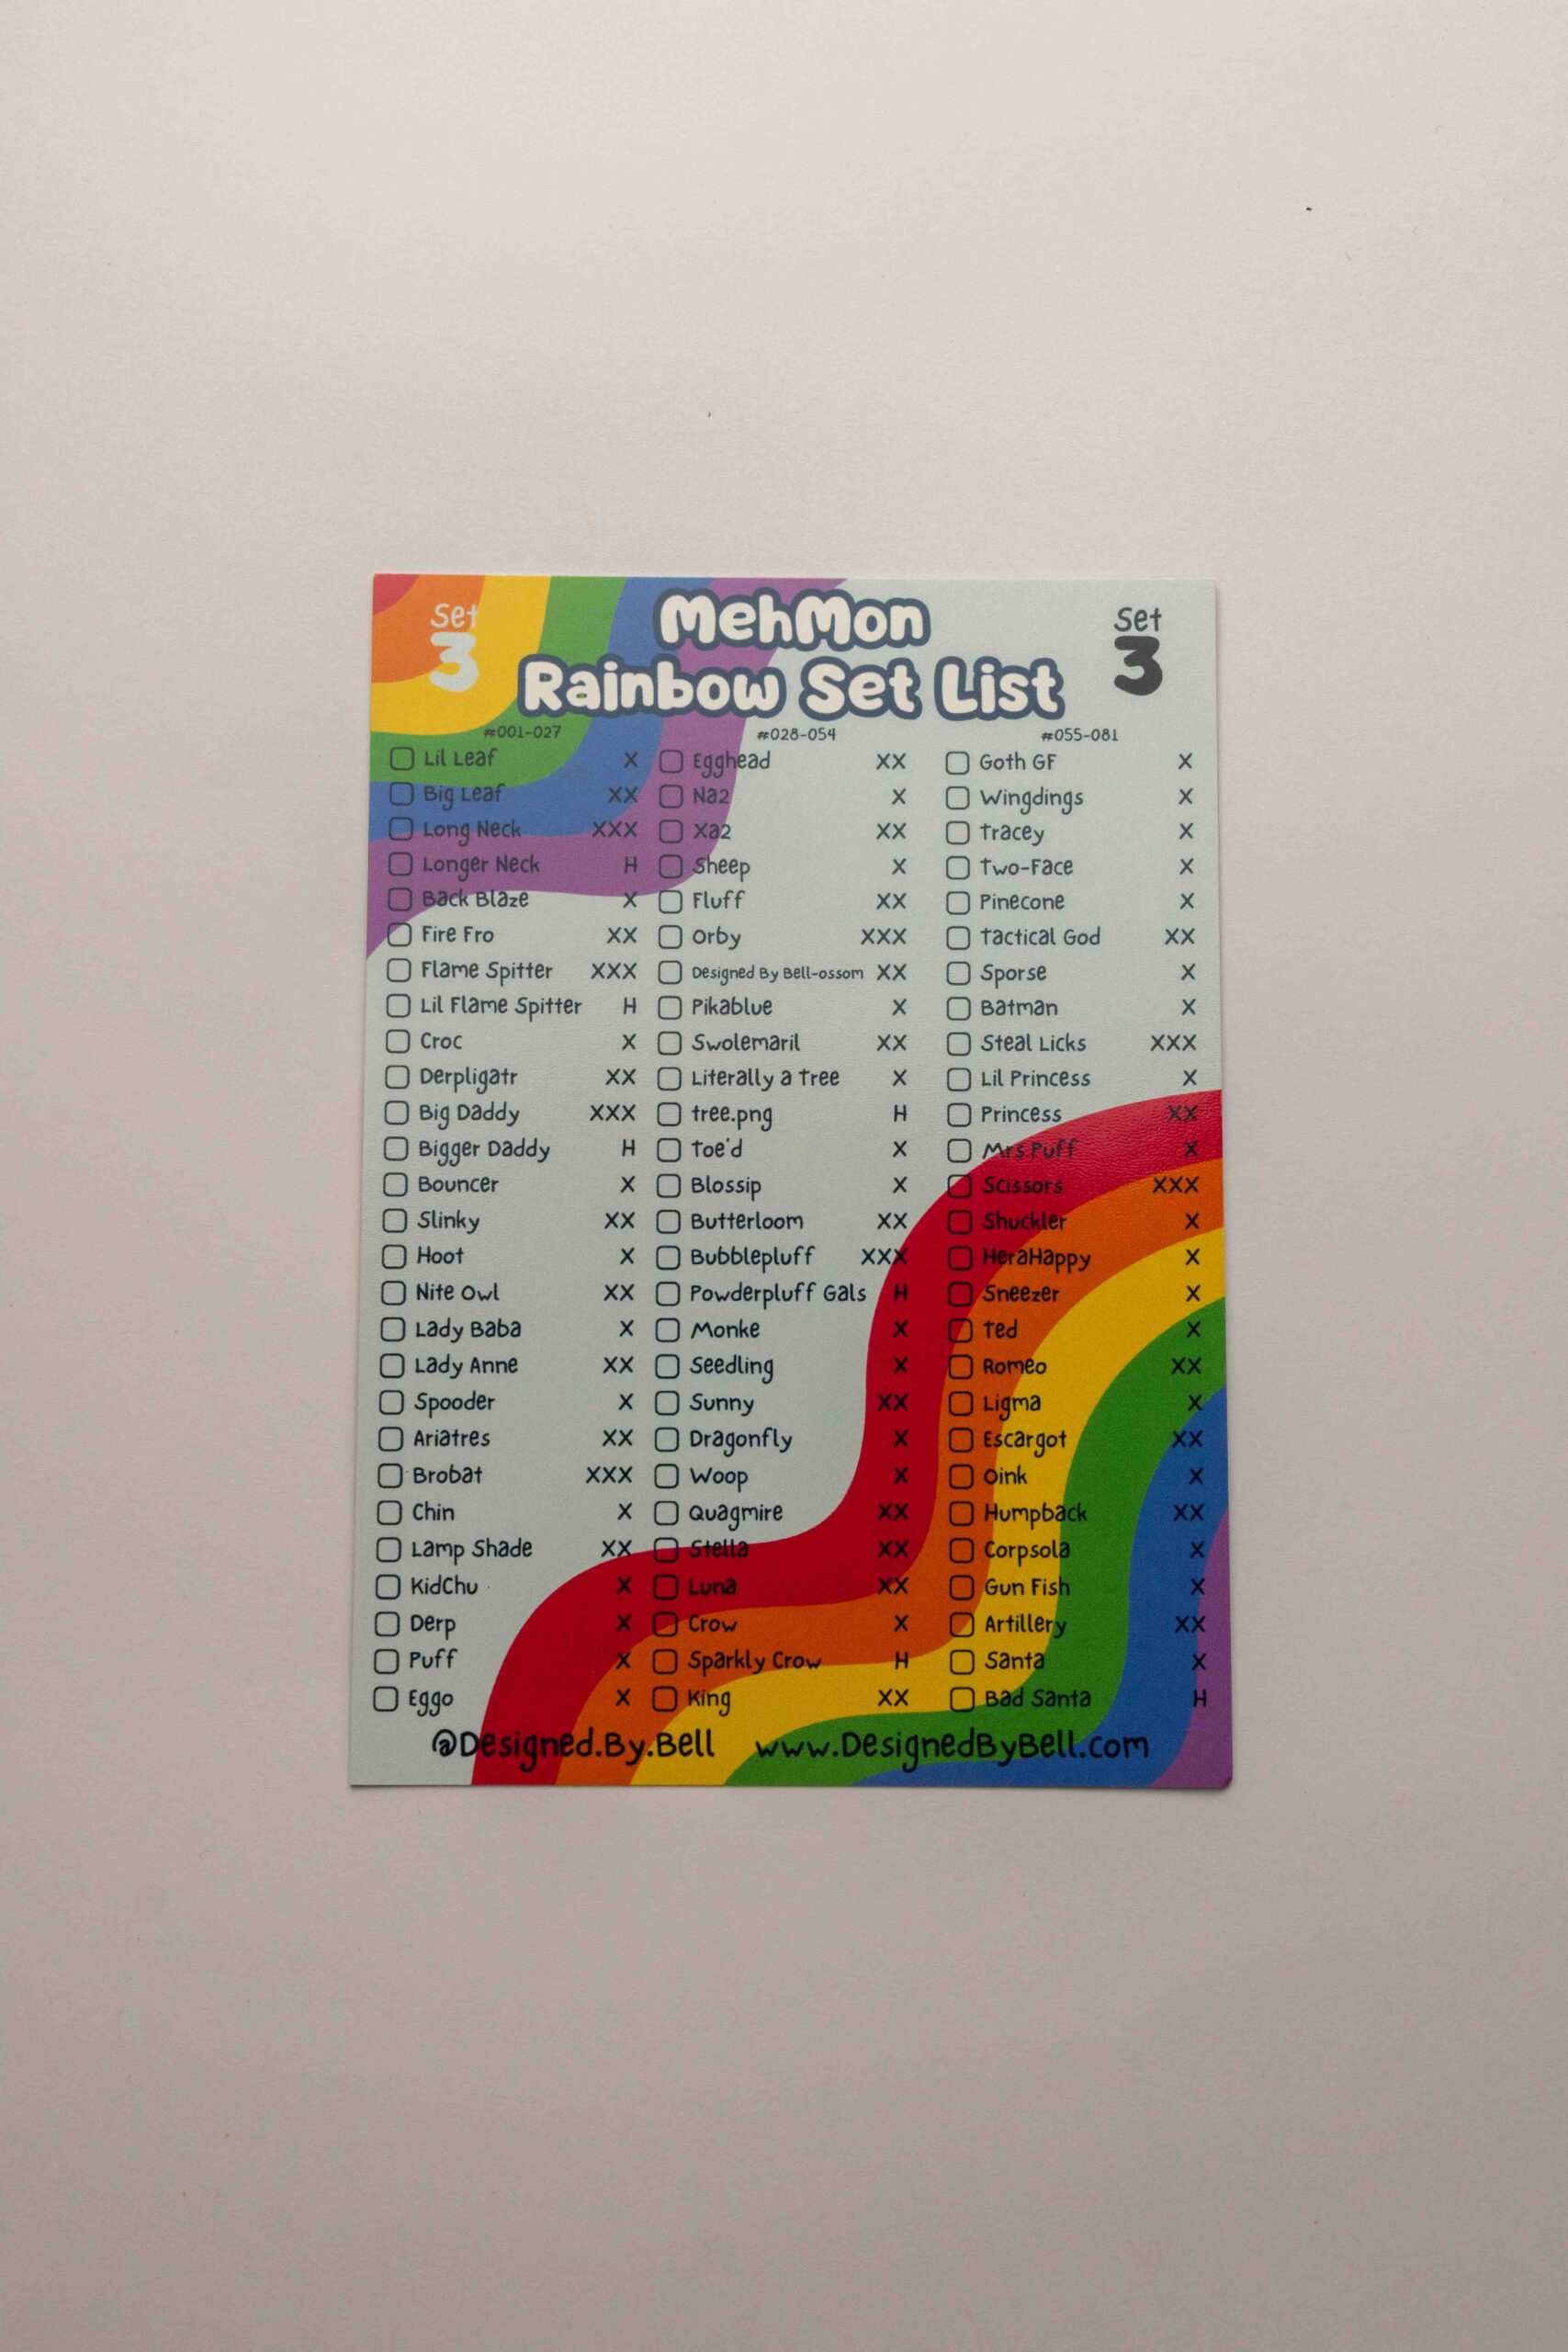 Set
3
MehMon
Rainbow Set List
Set
3
#001-027
Lil Leaf X
Big Leaf XX
Long Neck XXX
Longer Neck H
Back Blaze X
Fire Fro XX
Flame Spitter XXX
Lil Flame Spitter H
Croc X
Derpligatr XX
Big Daddy XXX
Bigger Daddy H
Bouncer X
Slinky XX
Hoot X
Nite Owl XX
Lady Baba X
Lady Anne XX
Spooder X
Ariatres XX
Brobat XXX
Chin X
Lamp Shade XX
KidChu X
Derp X
Puff X
Eggo X
#028-054
Egghead XX
Na2 X
Xa2 XX
Sheep X
Fluff XX
Orby XXX
Designed By Bell-ossom XX
Pikablue X
Swolemaril XX
Literally a Tree X
tree.png H
Toe'd X
Blossip X
Butterloom XX
Bubblepluff XXX
Powderpluff Gals H
Monke X
Seedling X
Sunny XX
Dragonfly X
Woop X
Quagmire XX
Stella XX
Luna XX
Crow X
Sparkly Crow H
King XX
#055-081
Goth GF X
Wingdings X
Tracey X
Two-Face X
Pinecone X
Tactical God XX
Sporse X
Batman X
Steal Licks XXX
Lil Princess X
Princess XX
Mrs Puff X
Scissors XXX
Shuckler X
HeraHappy X
Sneezer X
Ted X
Romeo XX
Ligma X
Escargot XX
Oink X
Humpback XX
Corpsola X
Gun Fish X
Artillery XX
Santa X
Bad Santa H
@Designed.By.Bell www.DesignedByBell.com